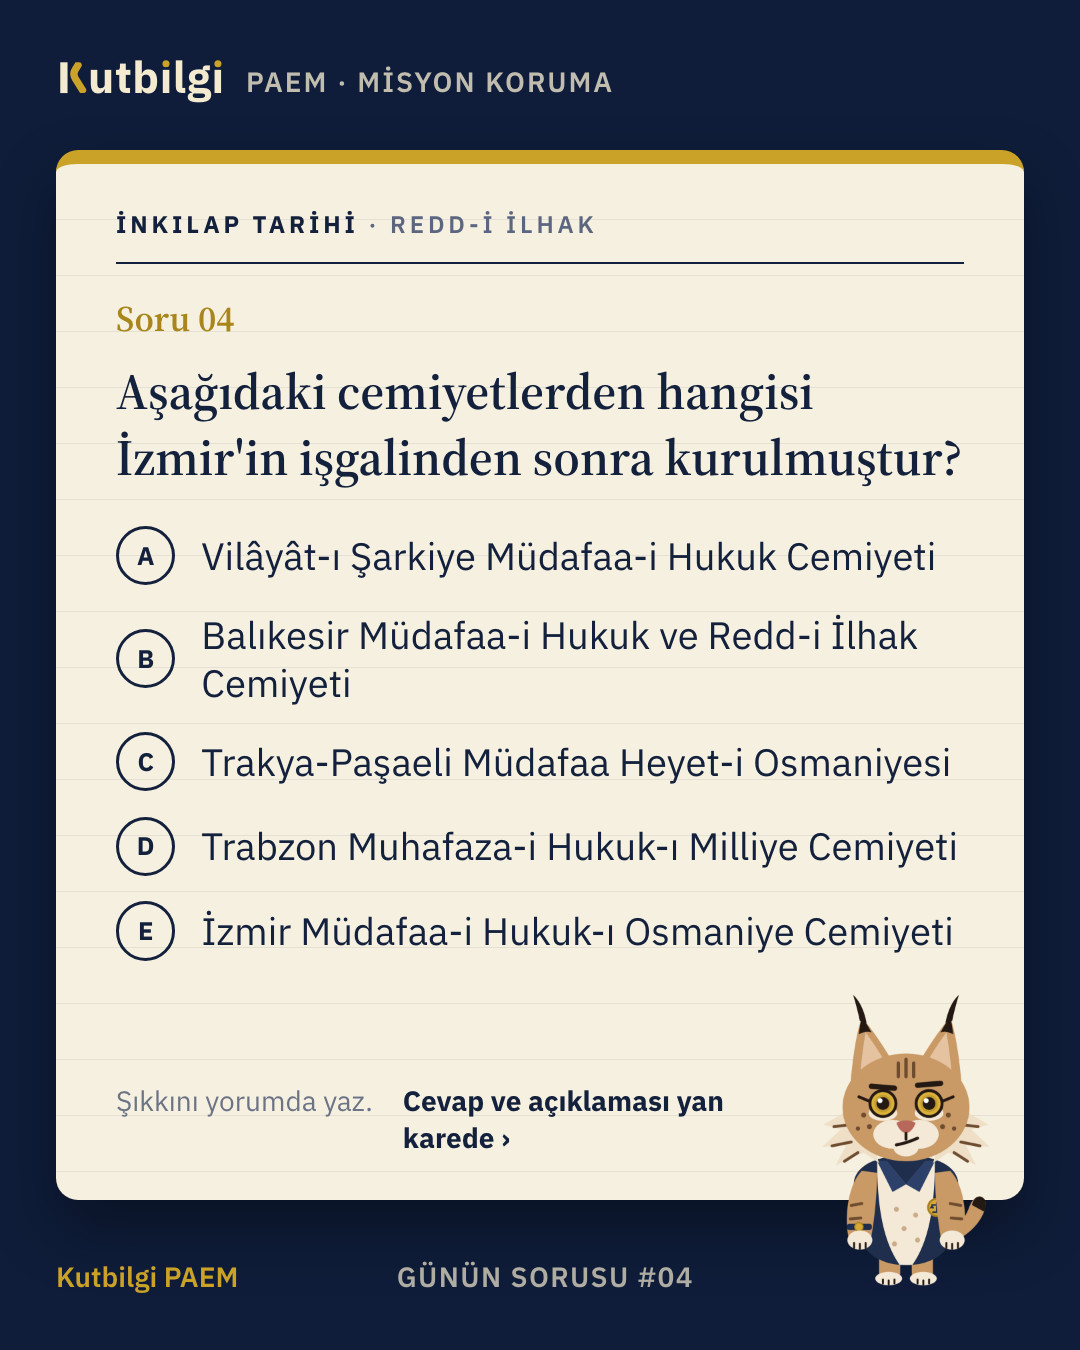 Kutbilgi PAEM · MİSYON KORUMA
İNKILAP TARİHİ · REDD-İ İLHAK
Soru 04
Aşağıdaki cemiyetlerden hangisi
İzmir'in işgalinden sonra kurulmuştur?
A Vilâyât-ı Şarkiye Müdafaa-i Hukuk Cemiyeti
B Balıkesir Müdafaa-i Hukuk ve Redd-i İlhak
Cemiyeti
C Trakya-Paşaeli Müdafaa Heyet-i Osmaniyesi
D Trabzon Muhafaza-i Hukuk-ı Milliye Cemiyeti
E İzmir Müdafaa-i Hukuk-ı Osmaniye Cemiyeti
Şıkkını yorumda yaz. Cevap ve açıklaması yan
karede ›
Kutbilgi PAEM GÜNÜN SORUSU #04